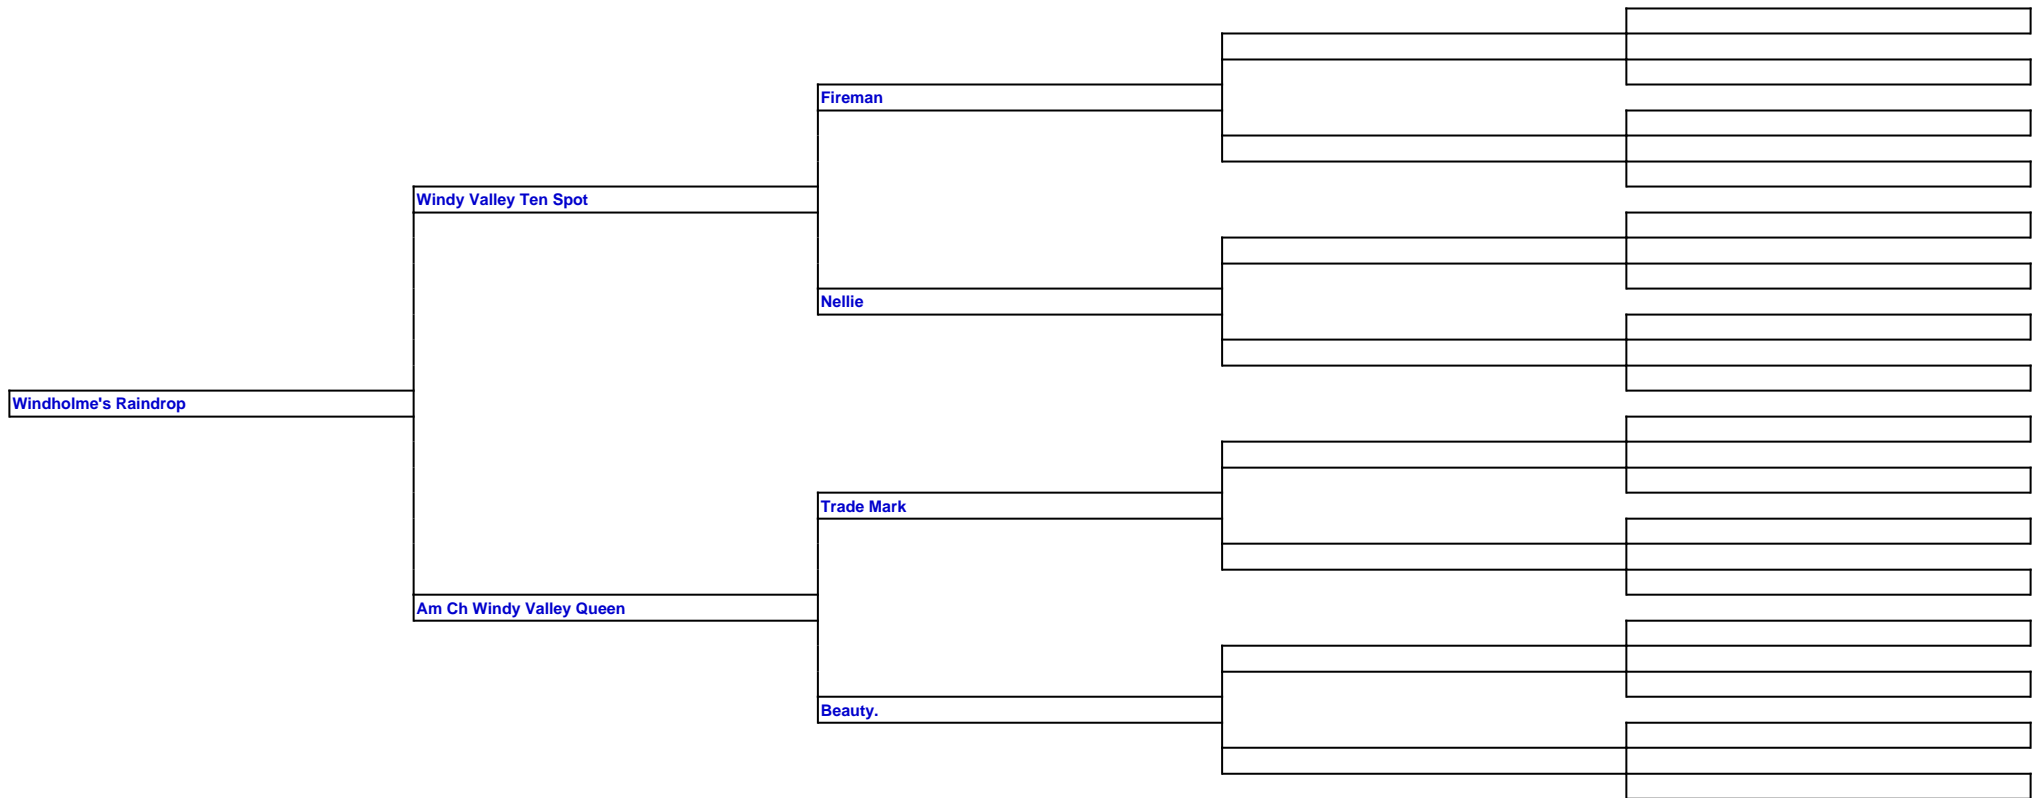 Fireman
Windy Valley Ten Spot
Nellie
Windholme's Raindrop
Trade Mark
Am Ch Windy Valley Queen
Beauty.